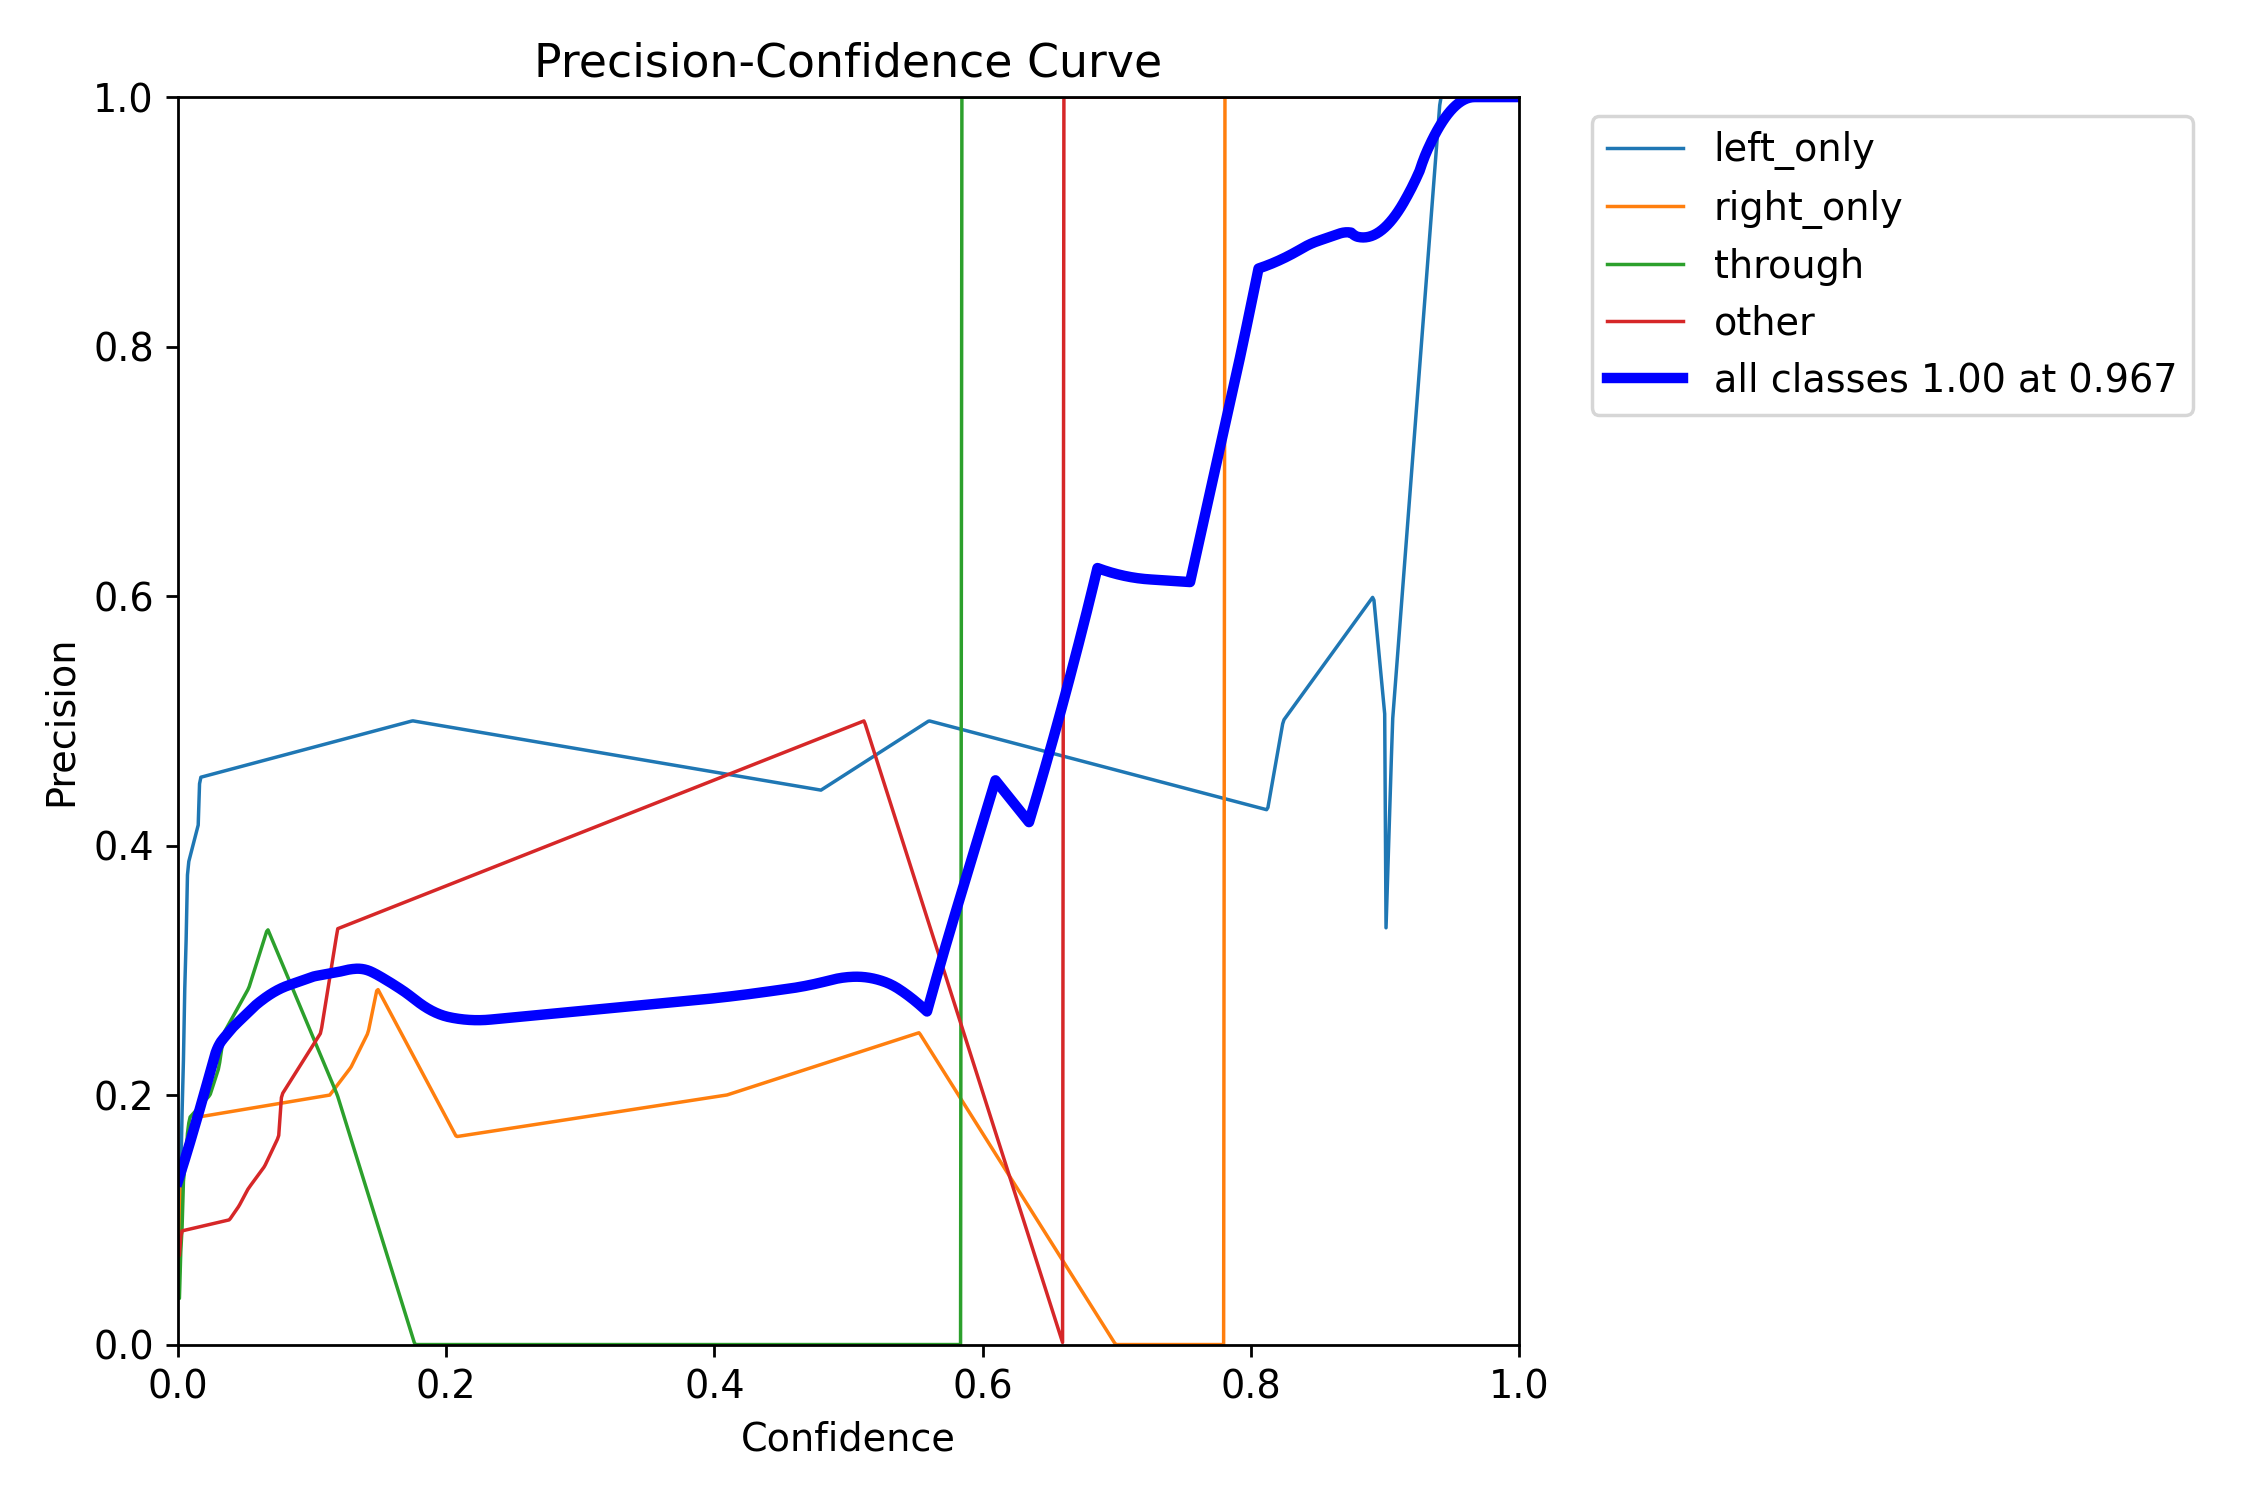 Precision-Confidence Curve
1.0
0.8
0.6
0.4
0.2
0.0
Precision
0.0 0.2 0.4 0.6 0.8 1.0
Confidence
left_only
right_only
through
other
all classes 1.00 at 0.967